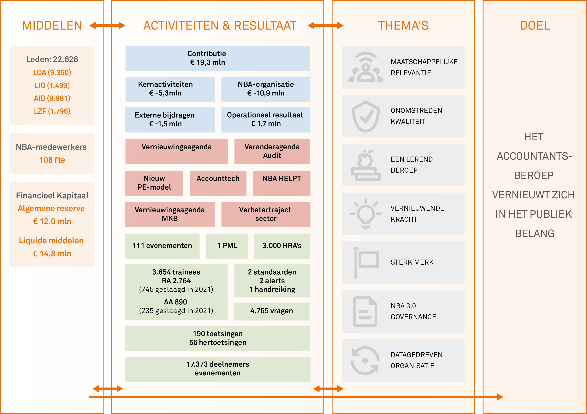 MIDDELEN
Leden: 22.626
LOA (9.350)
LIO (1.499)
AID (9.981)
LZF (1.796)
NBA-medewerkers
108 fte
Financieel Kapitaal
Algemene reserve
€ 12.0 mln
Liquide middelen
€ 14,8 mln
ACTIVITEITEN & RESULTAAT
Contributie
€ 19,3 mln
Kernactiviteiten
€ -5,3mln
NBA-organisatie
€ -10,9 mln
Externe bijdragen
€ -1,5 mln
Operationeel resultaat
€ 1,7 mln
Vernieuwingsagenda
Veranderagenda
Audit
Nieuw
PE-model
Accounttech
NBA HELPT
Vernieuwingsagenda
MKB
Verbetertraject
sector
111 evenementen
1 PML
3.000 HRA's
3.654 trainees
RA 2.764
(745 geslaagd in 2021)
AA 890
(235 geslaagd in 2021)
2 standaarden
2 alerts
1 handreiking
4.765 vragen
190 toetsingen
56 hertoetsingen
17.373 deelnemers
evenementen
THEMA'S
MAATSCHAPPELIJKE
RELEVANTIE
ONOMSTREDEN
KWALITEIT
EEN LEREND
BEROEP
VERNIEUWENDE
KRACHT
STERK MERK
NBA 3.0
GOVERNANCE
DATAGEDREVEN
ORGANISATIE
DOEL
HET
ACCOUNTANTS-
BEROEP
VERNIEUWT ZICH
IN HET PUBLIEK
BELANG